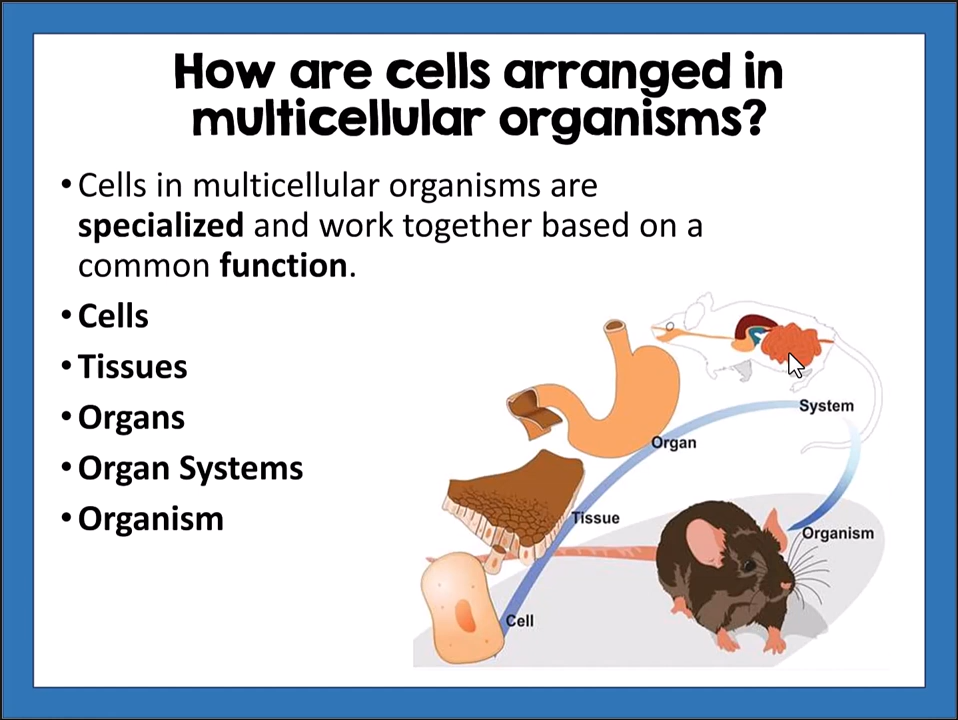 How are cells arranged in
multicellular organisms?
• Cells in multicellular organisms are
specialized and work together based on a
common function.
• Cells
• Tissues
• Organs
• Organ Systems
• Organism
System
Organ
Tissue
Organism
Cell